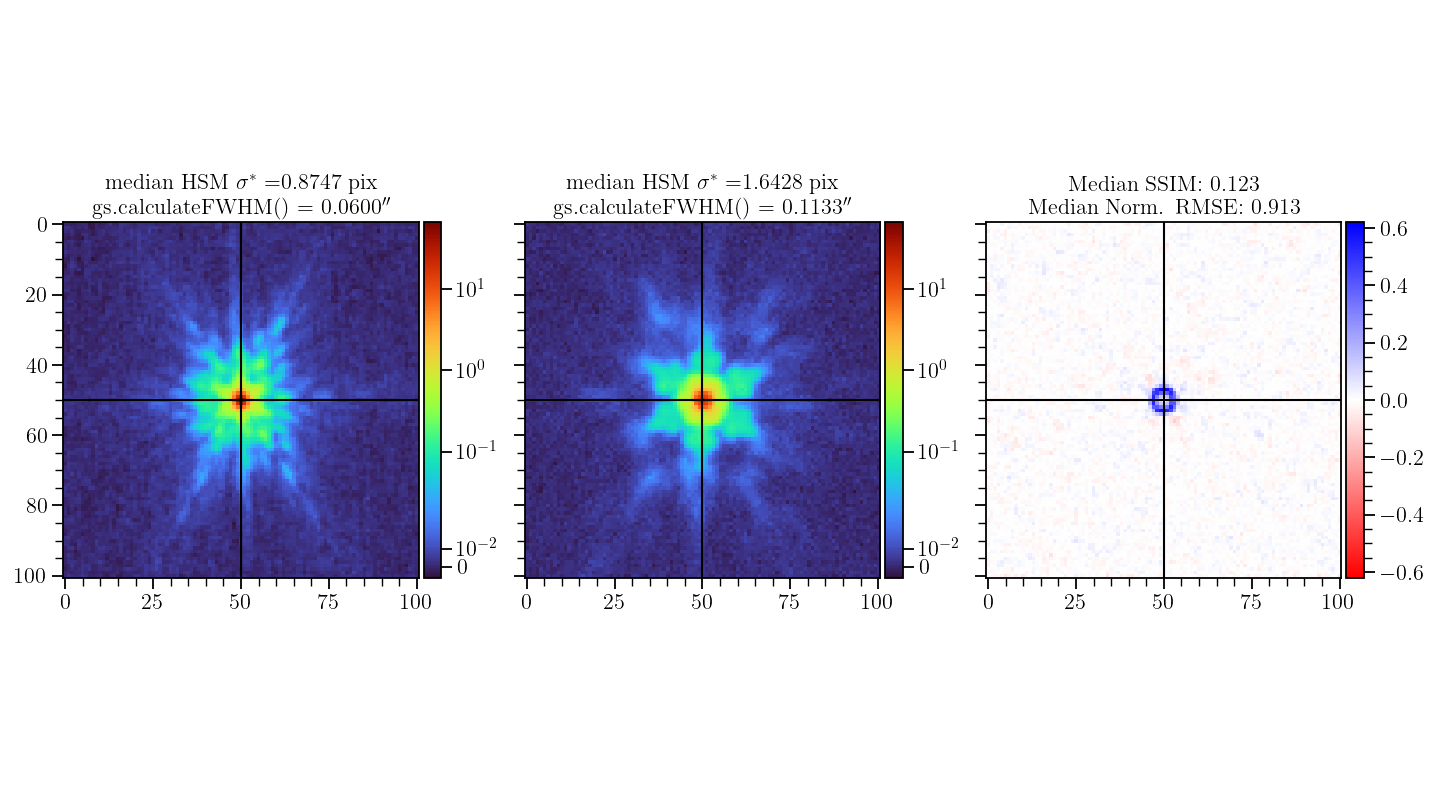 median HSM σ* =0.8747 pix
gs.calculateFWHM() = 0.0600″
median HSM σ* =1.6428 pix
gs.calculateFWHM() = 0.1133″
Median SSIM: 0.123
Median Norm. RMSE: 0.913
0
20
40
60
80
100
0 25 50 75 100
10¹
10⁰
10⁻¹
10⁻²
0
0 25 50 75 100
10¹
10⁰
10⁻¹
10⁻²
0
0 25 50 75 100
0.6
0.4
0.2
0.0
−0.2
−0.4
−0.6